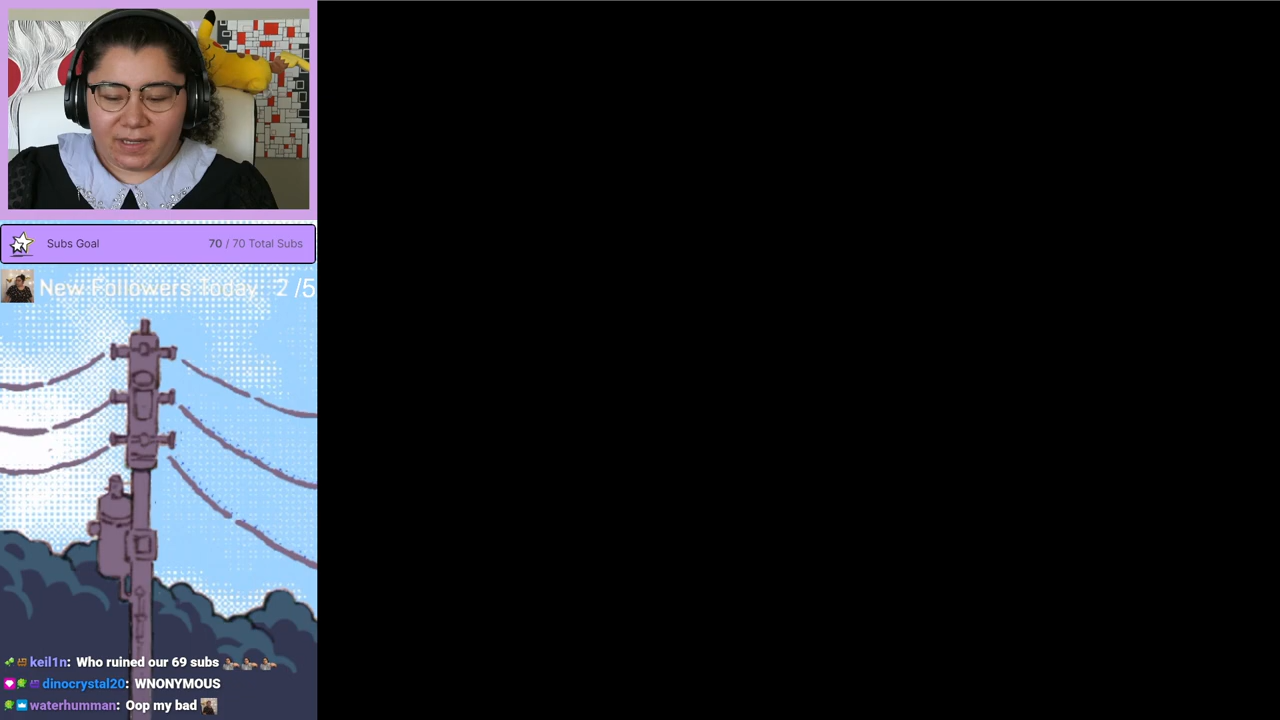 Subs Goal 70 / 70 Total Subs
New Followers Today: 2 /5
keil1n: Who ruined our 69 subs
dinocrystal20: WNONYMOUS
waterhumman: Oop my bad